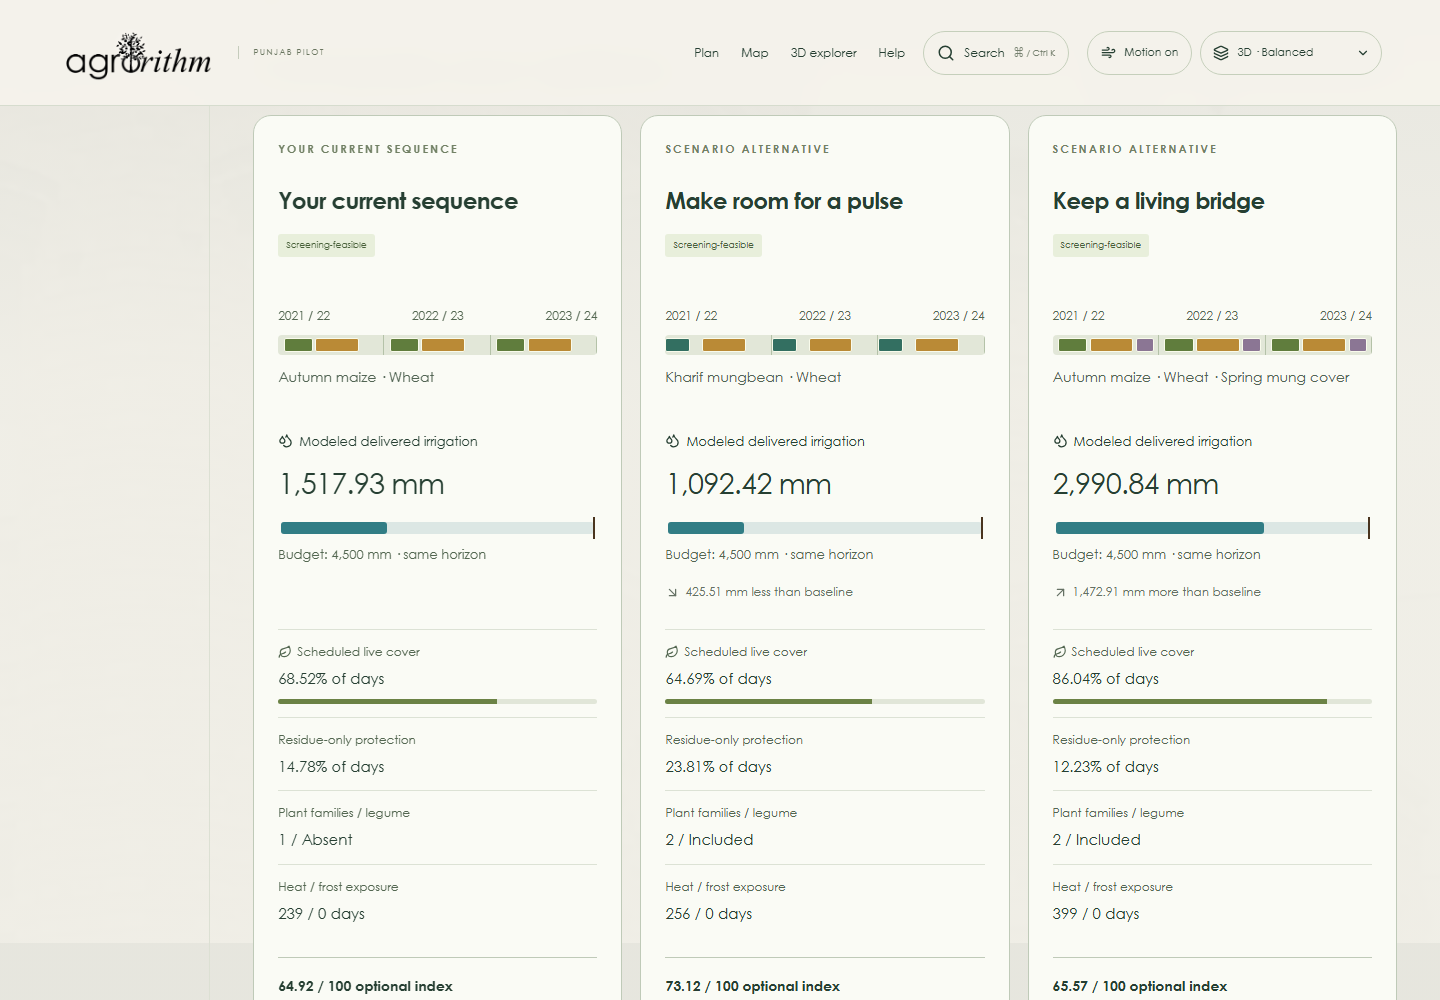 agrorithm
PUNJAB PILOT
Plan
Map
3D explorer
Help
Search ⌘ / Ctrl K
Motion on
3D · Balanced
YOUR CURRENT SEQUENCE
Your current sequence
Screening-feasible
2021 / 22 2022 / 23 2023 / 24
Autumn maize · Wheat
Modeled delivered irrigation
1,517.93 mm
Budget: 4,500 mm · same horizon
Scheduled live cover
68.52% of days
Residue-only protection
14.78% of days
Plant families / legume
1 / Absent
Heat / frost exposure
239 / 0 days
64.92 / 100 optional index
SCENARIO ALTERNATIVE
Make room for a pulse
Screening-feasible
2021 / 22 2022 / 23 2023 / 24
Kharif mungbean · Wheat
Modeled delivered irrigation
1,092.42 mm
Budget: 4,500 mm · same horizon
425.51 mm less than baseline
Scheduled live cover
64.69% of days
Residue-only protection
23.81% of days
Plant families / legume
2 / Included
Heat / frost exposure
256 / 0 days
73.12 / 100 optional index
SCENARIO ALTERNATIVE
Keep a living bridge
Screening-feasible
2021 / 22 2022 / 23 2023 / 24
Autumn maize · Wheat · Spring mung cover
Modeled delivered irrigation
2,990.84 mm
Budget: 4,500 mm · same horizon
1,472.91 mm more than baseline
Scheduled live cover
86.04% of days
Residue-only protection
12.23% of days
Plant families / legume
2 / Included
Heat / frost exposure
399 / 0 days
65.57 / 100 optional index